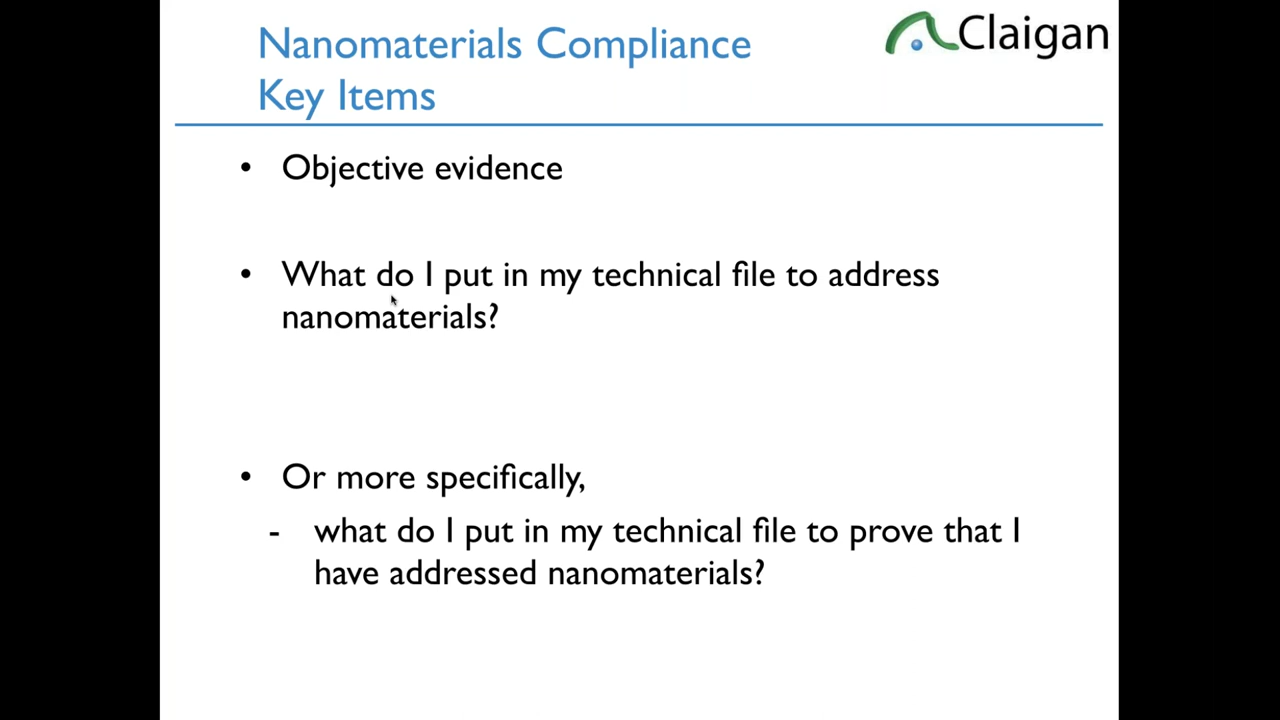 Nanomaterials Compliance
Key Items
Claigan
• Objective evidence
• What do I put in my technical file to address
nanomaterials?
• Or more specifically,
- what do I put in my technical file to prove that I
have addressed nanomaterials?